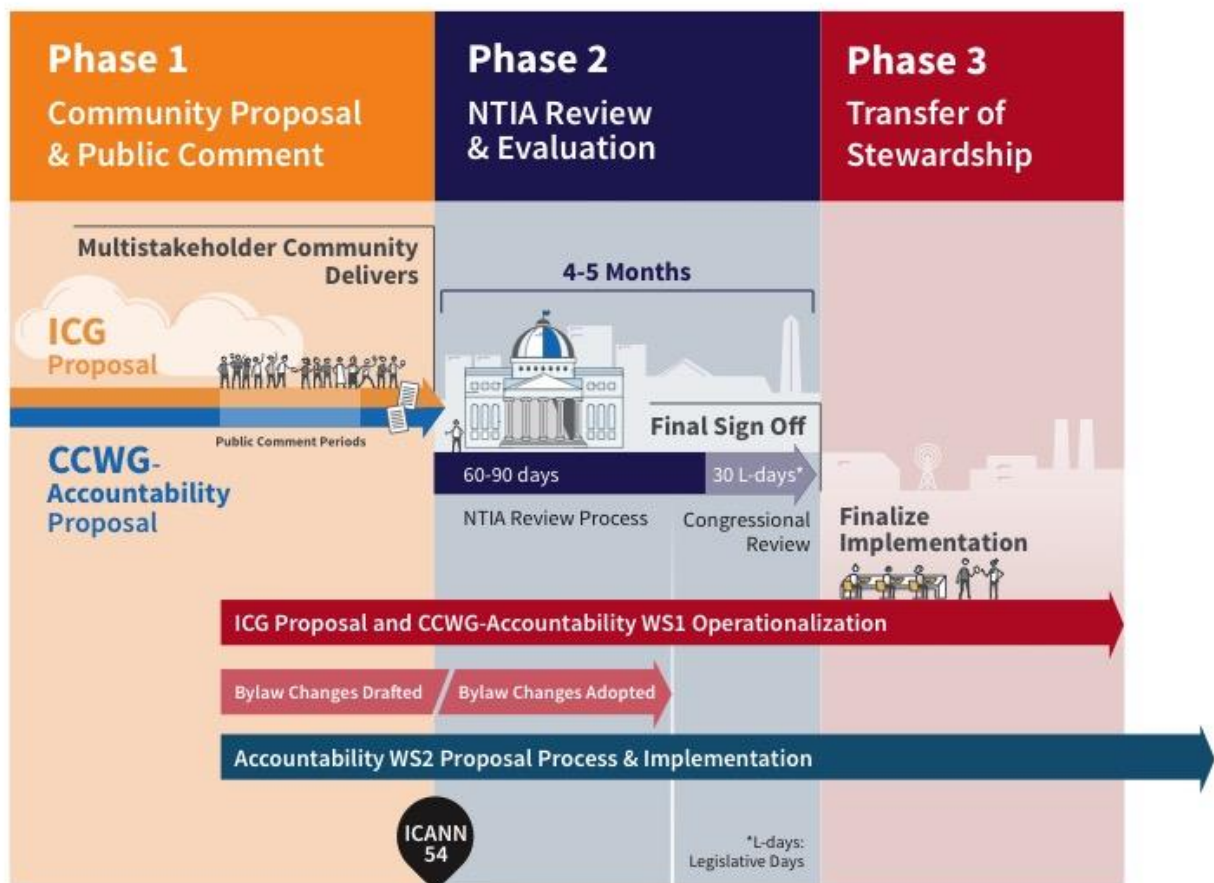 Phase 1
Community Proposal
& Public Comment
Phase 2
NTIA Review
& Evaluation
Phase 3
Transfer of
Stewardship
Multistakeholder Community
Delivers
ICG
Proposal
Public Comment Periods
CCWG-
Accountability
Proposal
4-5 Months
Final Sign Off
60-90 days
30 L-days*
NTIA Review Process
Congressional
Review
Finalize
Implementation
ICG Proposal and CCWG-Accountability WS1 Operationalization
Bylaw Changes Drafted
Bylaw Changes Adopted
Accountability WS2 Proposal Process & Implementation
ICANN
54
*L-days:
Legislative Days